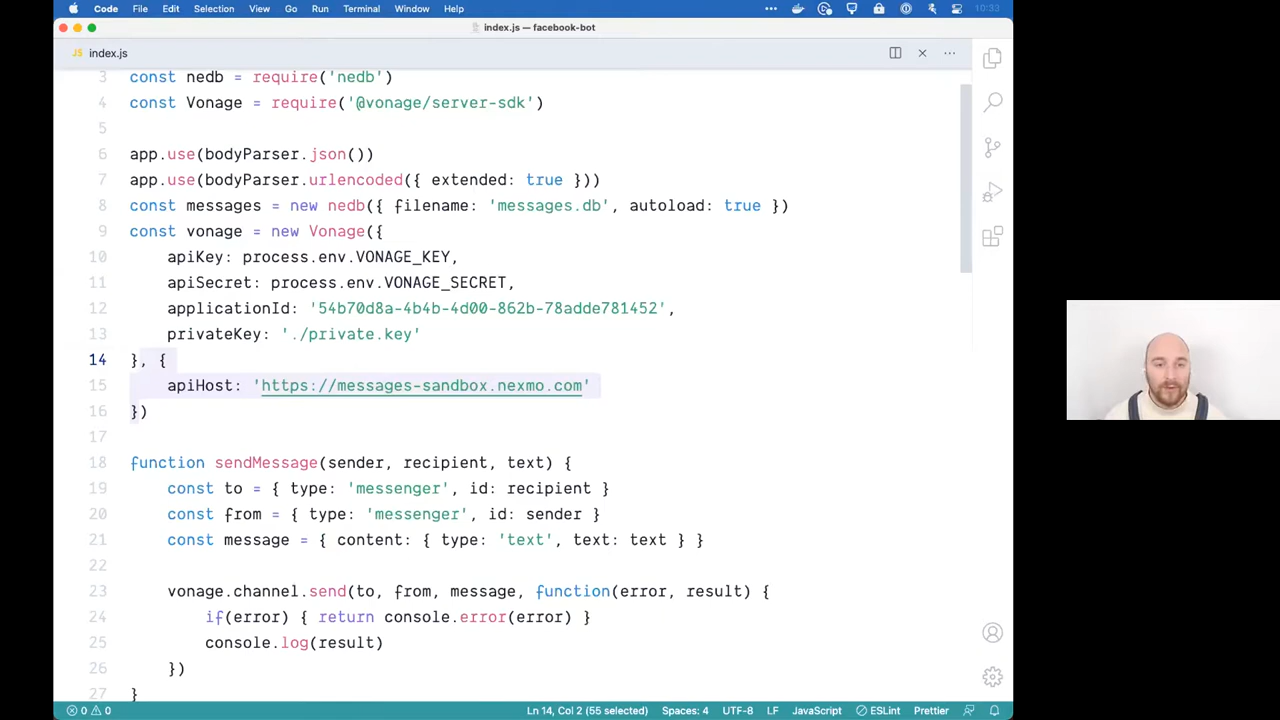 Code File Edit Selection View Go Run Terminal Window Help 10:33
index.js — facebook-bot
JS index.js
3 const nedb = require('nedb')
4 const Vonage = require('@vonage/server-sdk')
5
6 app.use(bodyParser.json())
7 app.use(bodyParser.urlencoded({ extended: true }))
8 const messages = new nedb({ filename: 'messages.db', autoload: true })
9 const vonage = new Vonage({
10 apiKey: process.env.VONAGE_KEY,
11 apiSecret: process.env.VONAGE_SECRET,
12 applicationId: '54b70d8a-4b4b-4d00-862b-78adde781452',
13 privateKey: './private.key'
14 }, {
15 apiHost: 'https://messages-sandbox.nexmo.com'
16 })
17
18 function sendMessage(sender, recipient, text) {
19 const to = { type: 'messenger', id: recipient }
20 const from = { type: 'messenger', id: sender }
21 const message = { content: { type: 'text', text: text } }
22
23 vonage.channel.send(to, from, message, function(error, result) {
24 if(error) { return console.error(error) }
25 console.log(result)
26 })
27 }
0 0 Ln 14, Col 2 (55 selected) Spaces: 4 UTF-8 LF JavaScript ESLint Prettier